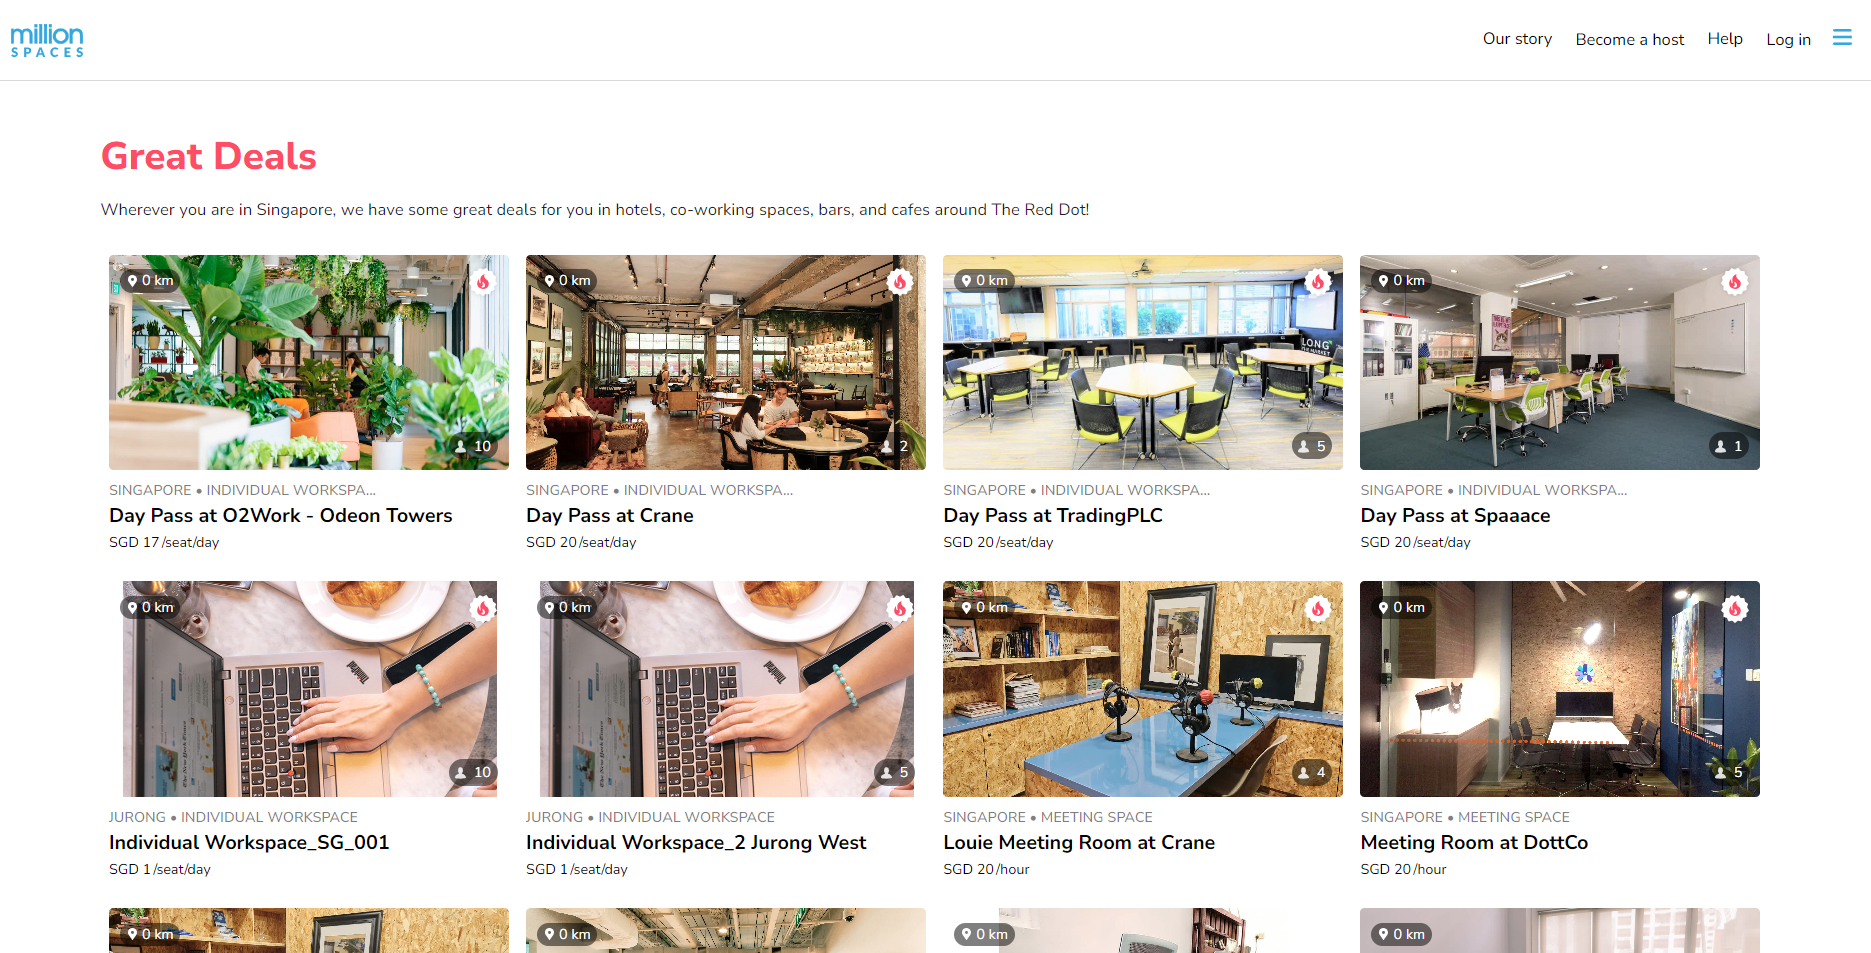 million
SPACES
Our story
Become a host
Help
Log in
Great Deals
Wherever you are in Singapore, we have some great deals for you in hotels, co-working spaces, bars, and cafes around The Red Dot!
0 km
10
SINGAPORE • INDIVIDUAL WORKSPA...
Day Pass at O2Work - Odeon Towers
SGD 17/seat/day
0 km
2
SINGAPORE • INDIVIDUAL WORKSPA...
Day Pass at Crane
SGD 20/seat/day
0 km
LONG
5
SINGAPORE • INDIVIDUAL WORKSPA...
Day Pass at TradingPLC
SGD 20/seat/day
0 km
1
SINGAPORE • INDIVIDUAL WORKSPA...
Day Pass at Spaaace
SGD 20/seat/day
0 km
10
JURONG • INDIVIDUAL WORKSPACE
Individual Workspace_SG_001
SGD 1/seat/day
0 km
5
JURONG • INDIVIDUAL WORKSPACE
Individual Workspace_2 Jurong West
SGD 1/seat/day
0 km
4
SINGAPORE • MEETING SPACE
Louie Meeting Room at Crane
SGD 20/hour
0 km
5
SINGAPORE • MEETING SPACE
Meeting Room at DottCo
SGD 20/hour
0 km
0 km
0 km
0 km